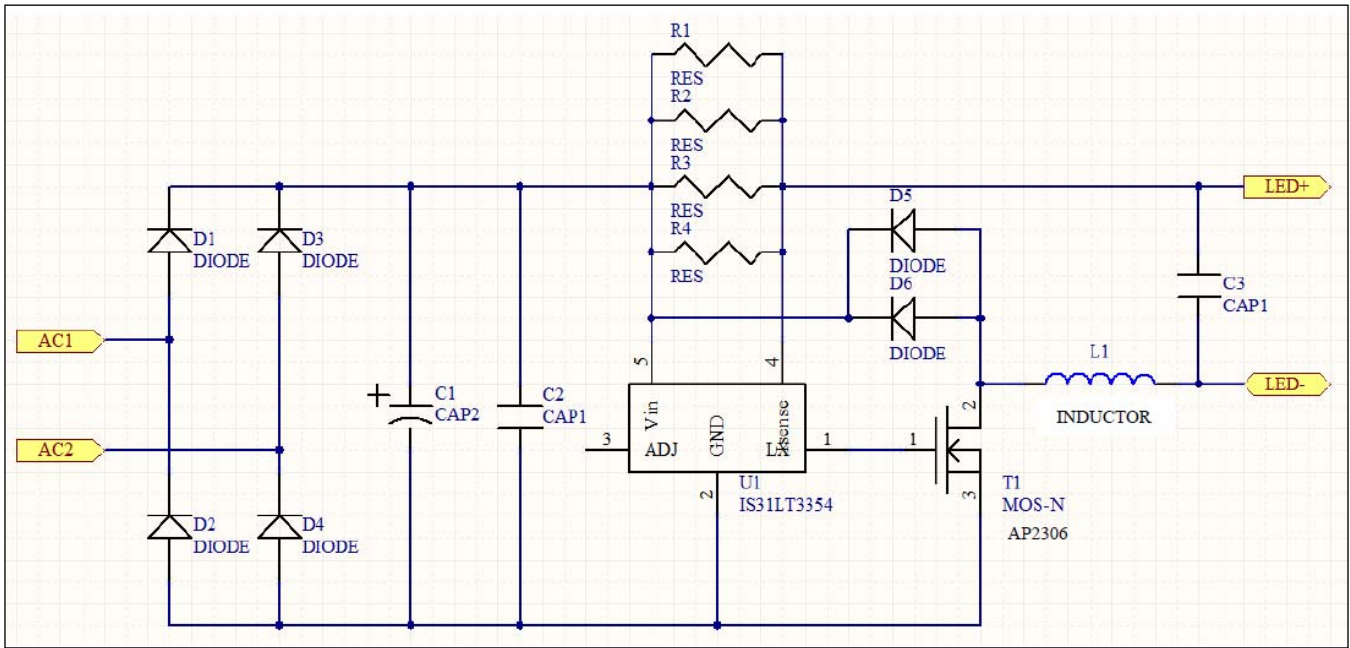 R1
RES
R2
RES
R3
RES
R4
RES
LED+
D5
DIODE
D6
DIODE
D1
DIODE
D3
DIODE
C3
CAP1
AC1
L1
INDUCTOR
LED-
5
4
2
C1
CAP2
C2
CAP1
Vin
GND
Isense
3
ADJ
LX
1
1
AC2
2
U1
IS31LT3354
3
T1
MOS-N
AP2306
D2
DIODE
D4
DIODE